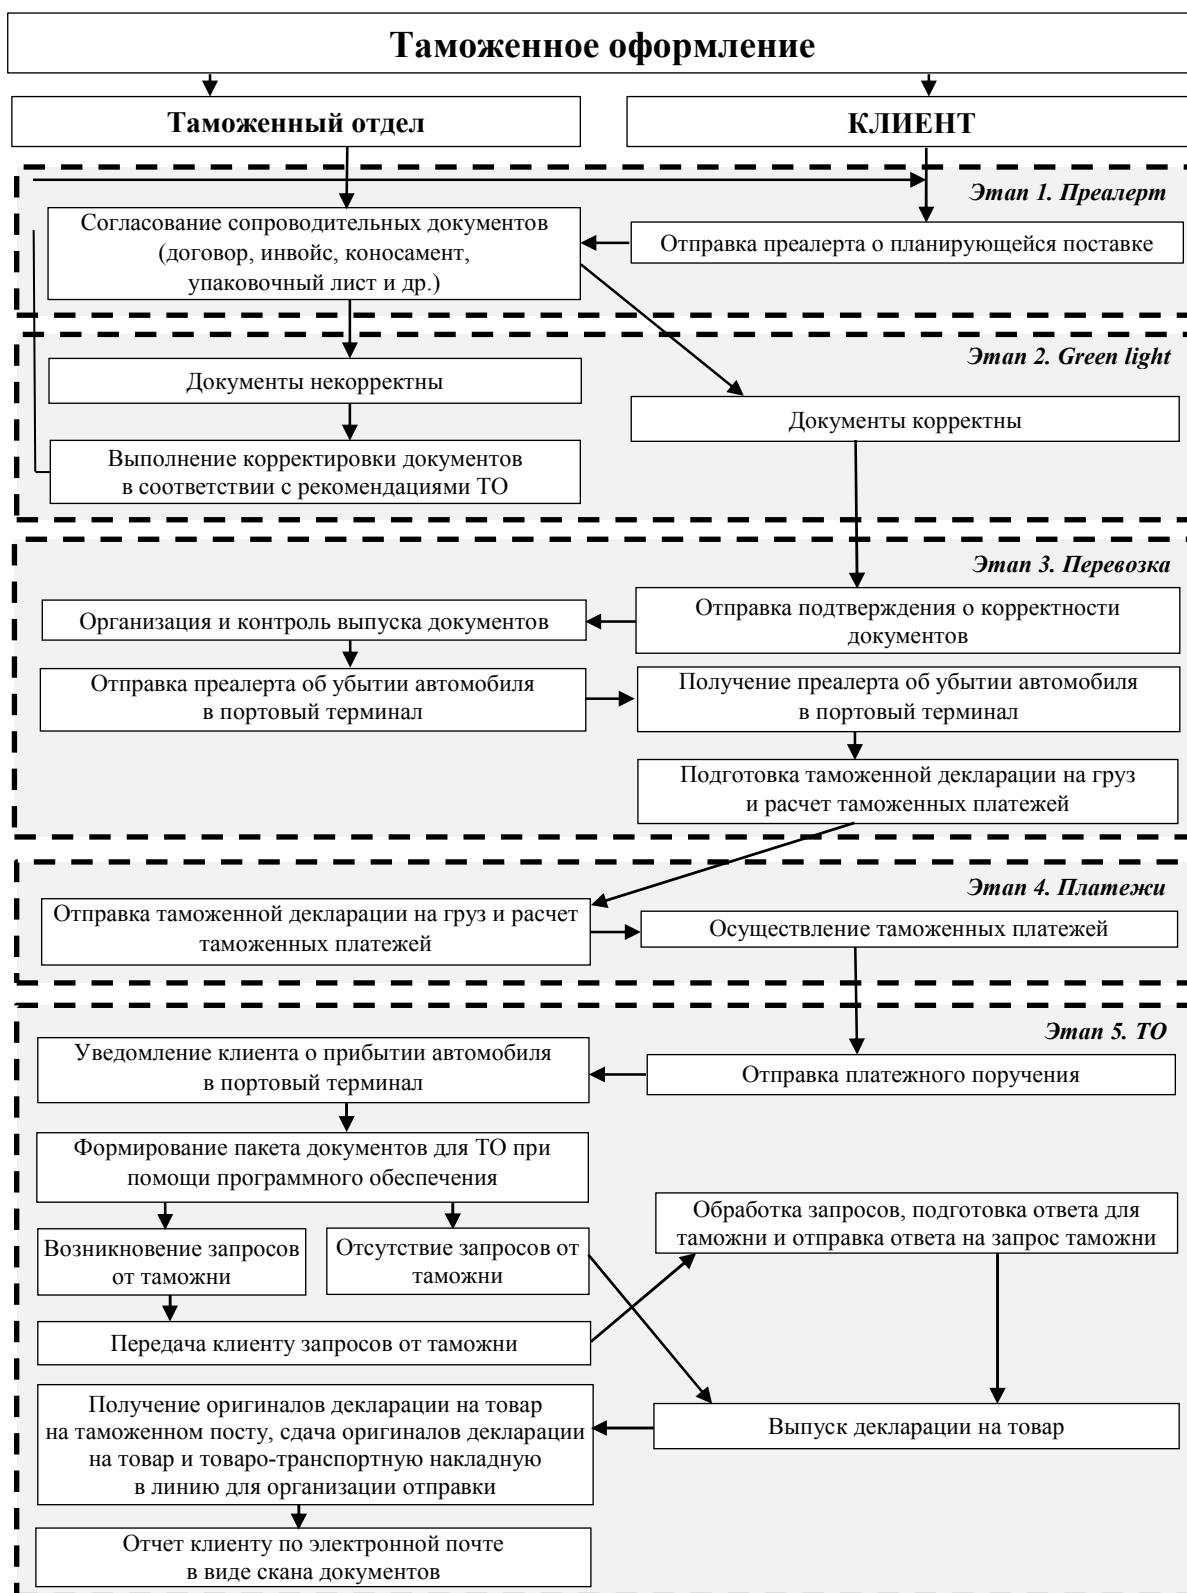 Таможенное оформление
Таможенный отдел
КЛИЕНТ
Этап 1. Преалерт
Согласование сопроводительных документов
(договор, инвойс, коносамент,
упаковочный лист и др.)
Отправка преалерта о планирующейся поставке
Этап 2. Green light
Документы некорректны
Документы корректны
Выполнение корректировки документов
в соответствии с рекомендациями ТО
Этап 3. Перевозка
Отправка подтверждения о корректности
документов
Организация и контроль выпуска документов
Отправка преалерта об убытии автомобиля
в портовый терминал
Получение преалерта об убытии автомобиля
в портовый терминал
Подготовка таможенной декларации на груз
и расчет таможенных платежей
Этап 4. Платежи
Отправка таможенной декларации на груз и расчет
таможенных платежей
Осуществление таможенных платежей
Этап 5. ТО
Уведомление клиента о прибытии автомобиля
в портовый терминал
Отправка платежного поручения
Формирование пакета документов для ТО при
помощи программного обеспечения
Возникновение запросов
от таможни
Отсутствие запросов от
таможни
Обработка запросов, подготовка ответа для
таможни и отправка ответа на запрос таможни
Передача клиенту запросов от таможни
Получение оригиналов декларации на товар
на таможенном посту, сдача оригиналов декларации
на товар и товаро-транспортную накладную
в линию для организации отправки
Выпуск декларации на товар
Отчет клиенту по электронной почте
в виде скана документов